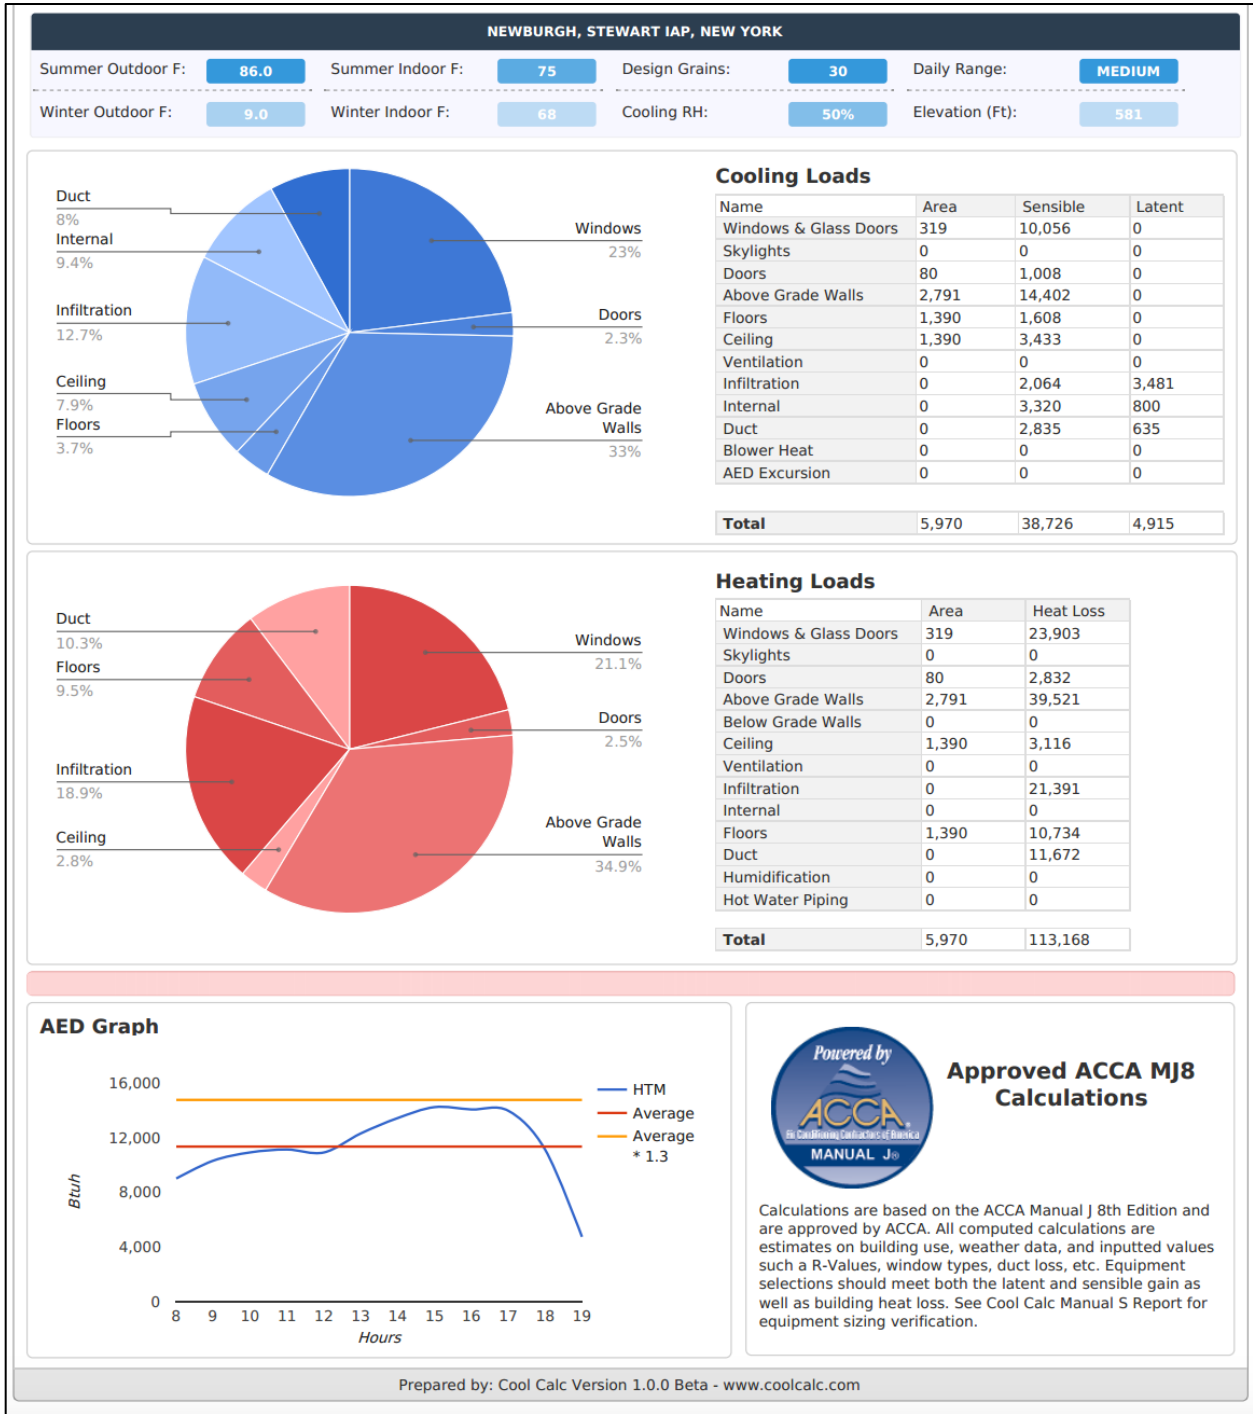 NEWBURGH, STEWART IAP, NEW YORK
Summer Outdoor F: 86.0 Summer Indoor F: 75 Design Grains: 30 Daily Range: MEDIUM
Winter Outdoor F: 9.0 Winter Indoor F: 68 Cooling RH: 50% Elevation (Ft): 581
Duct
8%
Internal
9.4%
Infiltration
12.7%
Ceiling
7.9%
Floors
3.7%
Windows
23%
Doors
2.3%
Above Grade
Walls
33%
Cooling Loads
Name Area Sensible Latent
Windows & Glass Doors 319 10,056 0
Skylights 0 0 0
Doors 80 1,008 0
Above Grade Walls 2,791 14,402 0
Floors 1,390 1,608 0
Ceiling 1,390 3,433 0
Ventilation 0 0 0
Infiltration 0 2,064 3,481
Internal 0 3,320 800
Duct 0 2,835 635
Blower Heat 0 0 0
AED Excursion 0 0 0
Total 5,970 38,726 4,915
Duct
10.3%
Floors
9.5%
Infiltration
18.9%
Ceiling
2.8%
Windows
21.1%
Doors
2.5%
Above Grade
Walls
34.9%
Heating Loads
Name Area Heat Loss
Windows & Glass Doors 319 23,903
Skylights 0 0
Doors 80 2,832
Above Grade Walls 2,791 39,521
Below Grade Walls 0 0
Ceiling 1,390 3,116
Ventilation 0 0
Infiltration 0 21,391
Internal 0 0
Floors 1,390 10,734
Duct 0 11,672
Humidification 0 0
Hot Water Piping 0 0
Total 5,970 113,168
AED Graph
16,000
12,000
8,000
4,000
0
Btuh
8 9 10 11 12 13 14 15 16 17 18 19
Hours
HTM
Average
Average
* 1.3
Powered by
ACCA®
Air Conditioning Contractors of America
MANUAL J®
Approved ACCA MJ8
Calculations
Calculations are based on the ACCA Manual J 8th Edition and
are approved by ACCA. All computed calculations are
estimates on building use, weather data, and inputted values
such a R-Values, window types, duct loss, etc. Equipment
selections should meet both the latent and sensible gain as
well as building heat loss. See Cool Calc Manual S Report for
equipment sizing verification.
Prepared by: Cool Calc Version 1.0.0 Beta - www.coolcalc.com